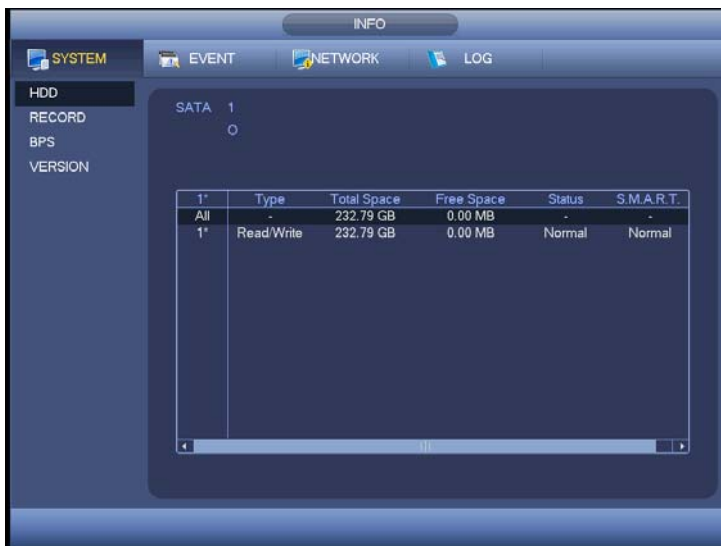 INFO
SYSTEM EVENT NETWORK LOG
HDD
RECORD
BPS
VERSION
SATA 1
O
1* Type Total Space Free Space Status S.M.A.R.T.
All - 232.79 GB 0.00 MB - -
1* Read/Write 232.79 GB 0.00 MB Normal Normal